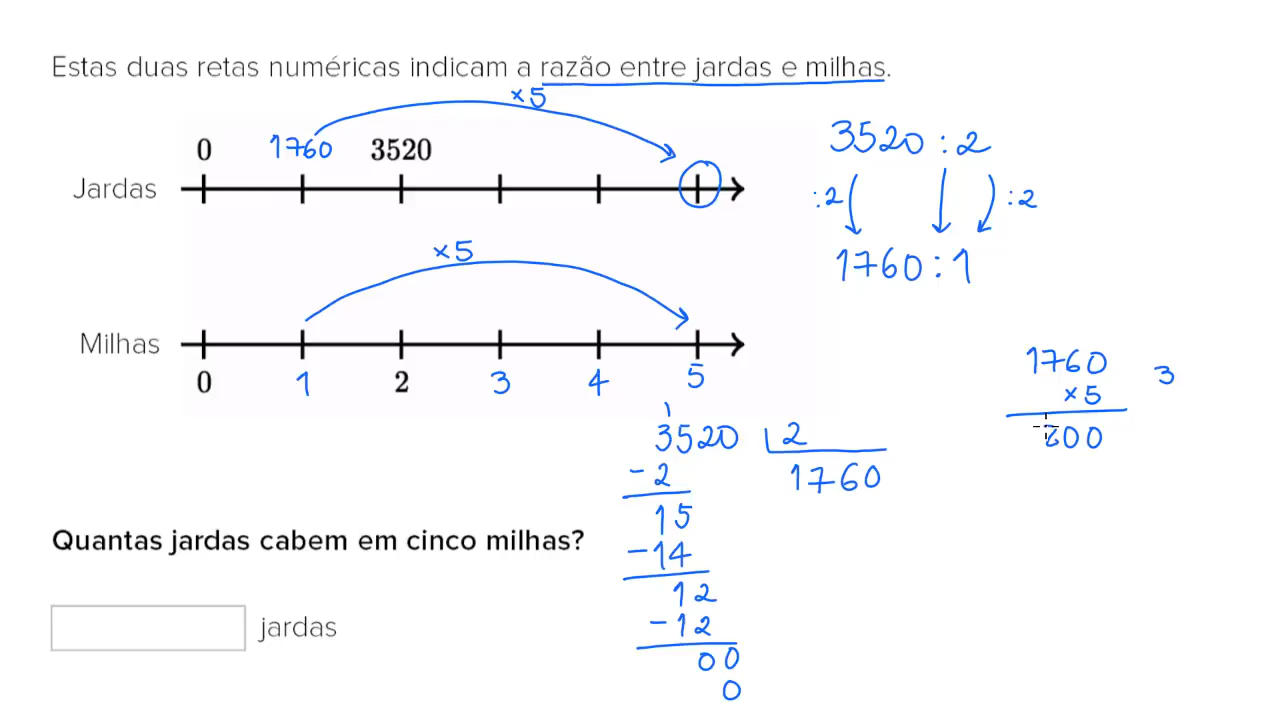 Estas duas retas numéricas indicam a razão entre jardas e milhas.
×5
0 1760 3520
Jardas
×5
Milhas
0 1 2 3 4 5
3520 : 2
:2 :2
1760 : 1
1760 3
×5
800
1
3520 2
-2 1760
15
-14
12
-12
00
0
Quantas jardas cabem em cinco milhas?
jardas